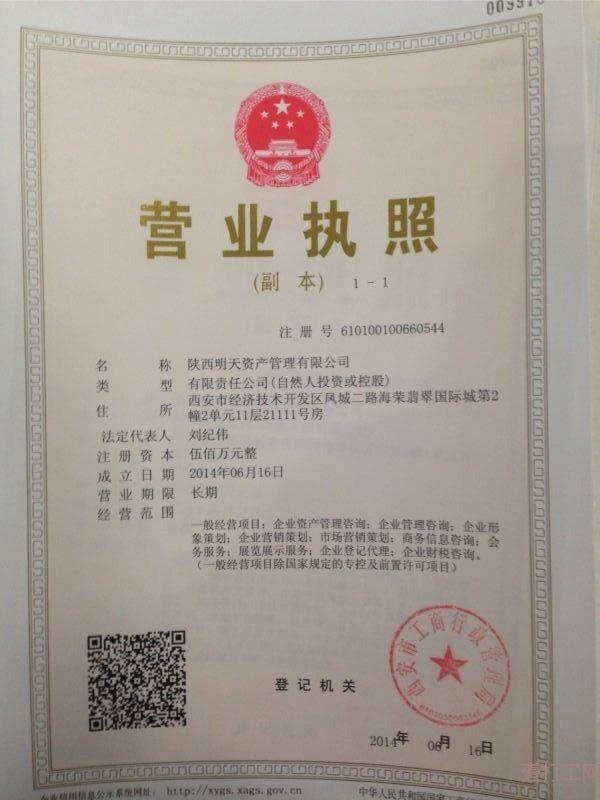 营业执照
(副本) 1-1
注册号 610100100660544
名称 陕西明天资产管理有限公司
类型 有限责任公司(自然人投资或控股)
住所 西安市经济技术开发区凤城二路海荣翡翠国际城第2
幢2单元11层21111号房
法定代表人 刘纪伟
注册资本 伍佰万元整
成立日期 2014年06月16日
营业期限 长期
经营范围
一般经营项目：企业资产管理咨询；企业管理咨询；企业形
象策划；企业营销策划；市场营销策划；商务信息咨询；会
务服务；展览展示服务；企业登记代理；企业财税咨询。
（一般经营项目除国家规定的专控及前置许可项目）
西安市工商行政管理局
登记机关
2014年 06月 16日
企业信用信息公示系统网址： http://xygs.xags.gov.cn
中华人民共和国国家